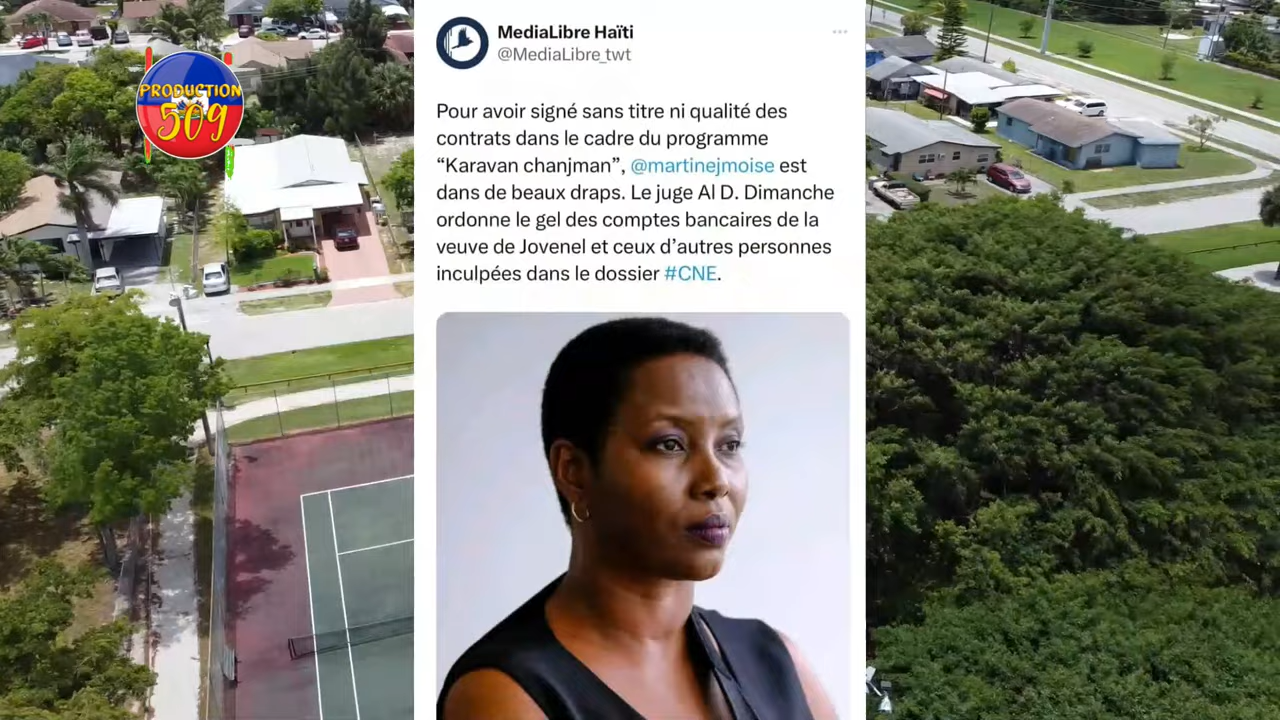 PRODUCTION
509
MediaLibre Haïti
@MediaLibre_twt
Pour avoir signé sans titre ni qualité des
contrats dans le cadre du programme
“Karavan chanjman”, @martinejmoise est
dans de beaux draps. Le juge Al D. Dimanche
ordonne le gel des comptes bancaires de la
veuve de Jovenel et ceux d’autres personnes
inculpées dans le dossier #CNE.